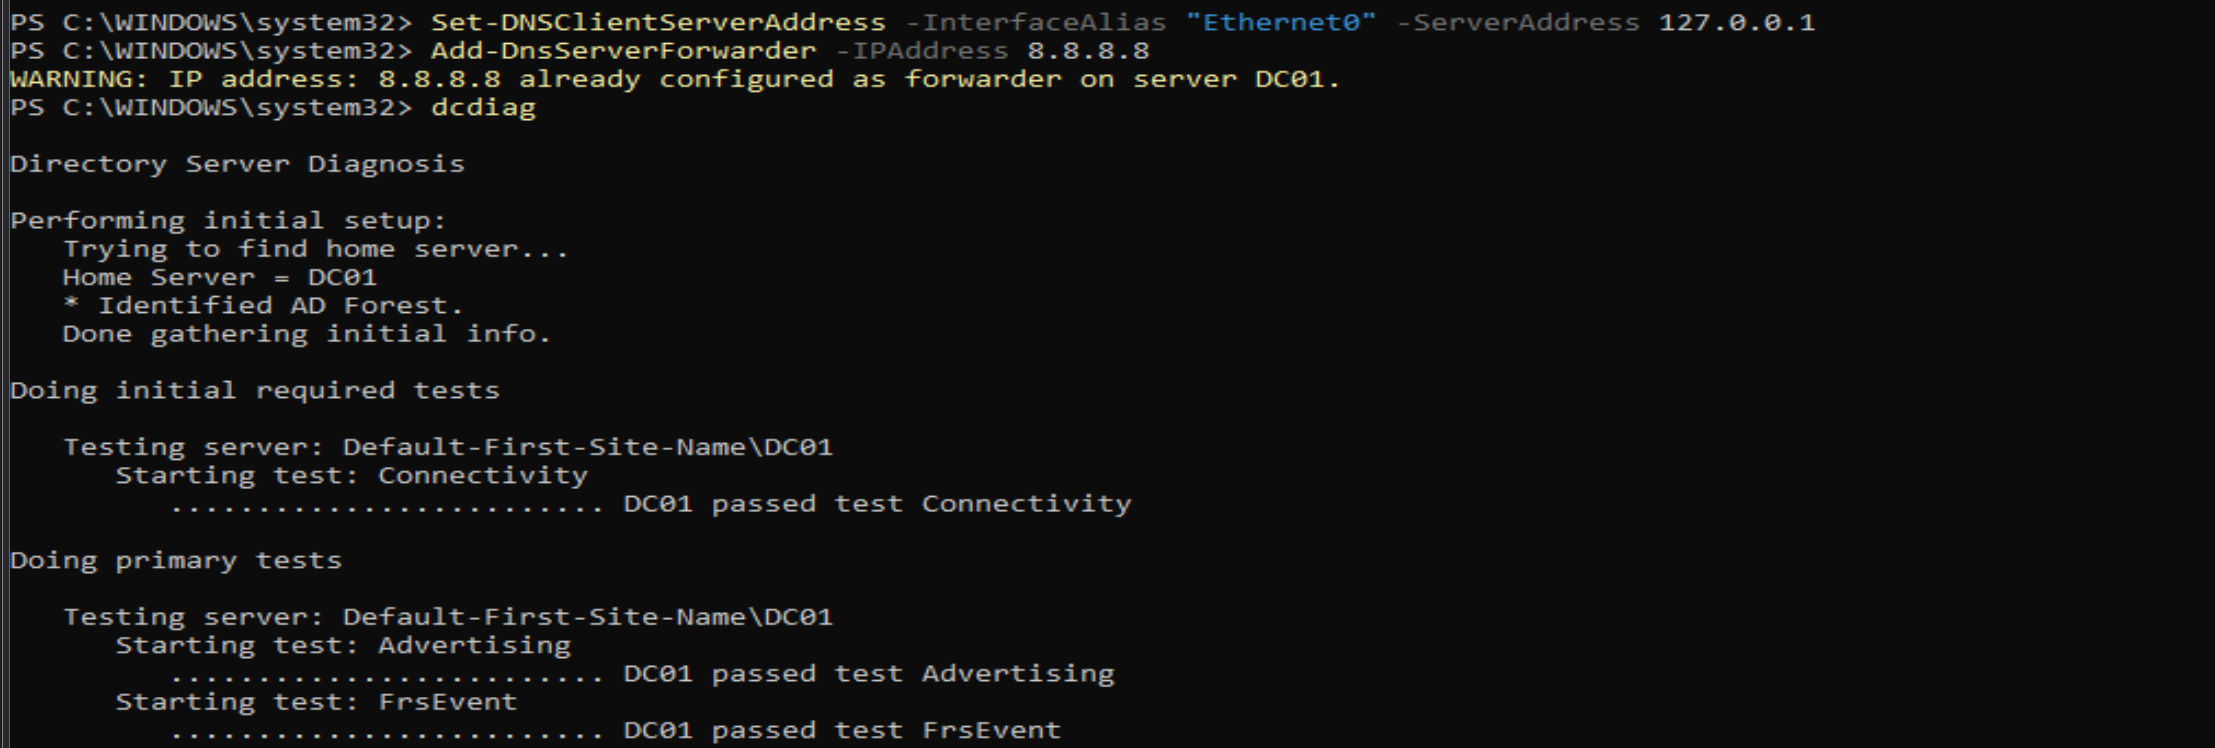 PS C:\WINDOWS\system32> Set-DNSClientServerAddress -InterfaceAlias "Ethernet0" -ServerAddress 127.0.0.1
PS C:\WINDOWS\system32> Add-DnsServerForwarder -IPAddress 8.8.8.8
WARNING: IP address: 8.8.8.8 already configured as forwarder on server DC01.
PS C:\WINDOWS\system32> dcdiag
Directory Server Diagnosis
Performing initial setup:
   Trying to find home server...
   Home Server = DC01
   * Identified AD Forest.
   Done gathering initial info.
Doing initial required tests
   Testing server: Default-First-Site-Name\DC01
      Starting test: Connectivity
         ......................... DC01 passed test Connectivity
Doing primary tests
   Testing server: Default-First-Site-Name\DC01
      Starting test: Advertising
         ......................... DC01 passed test Advertising
      Starting test: FrsEvent
         ......................... DC01 passed test FrsEvent